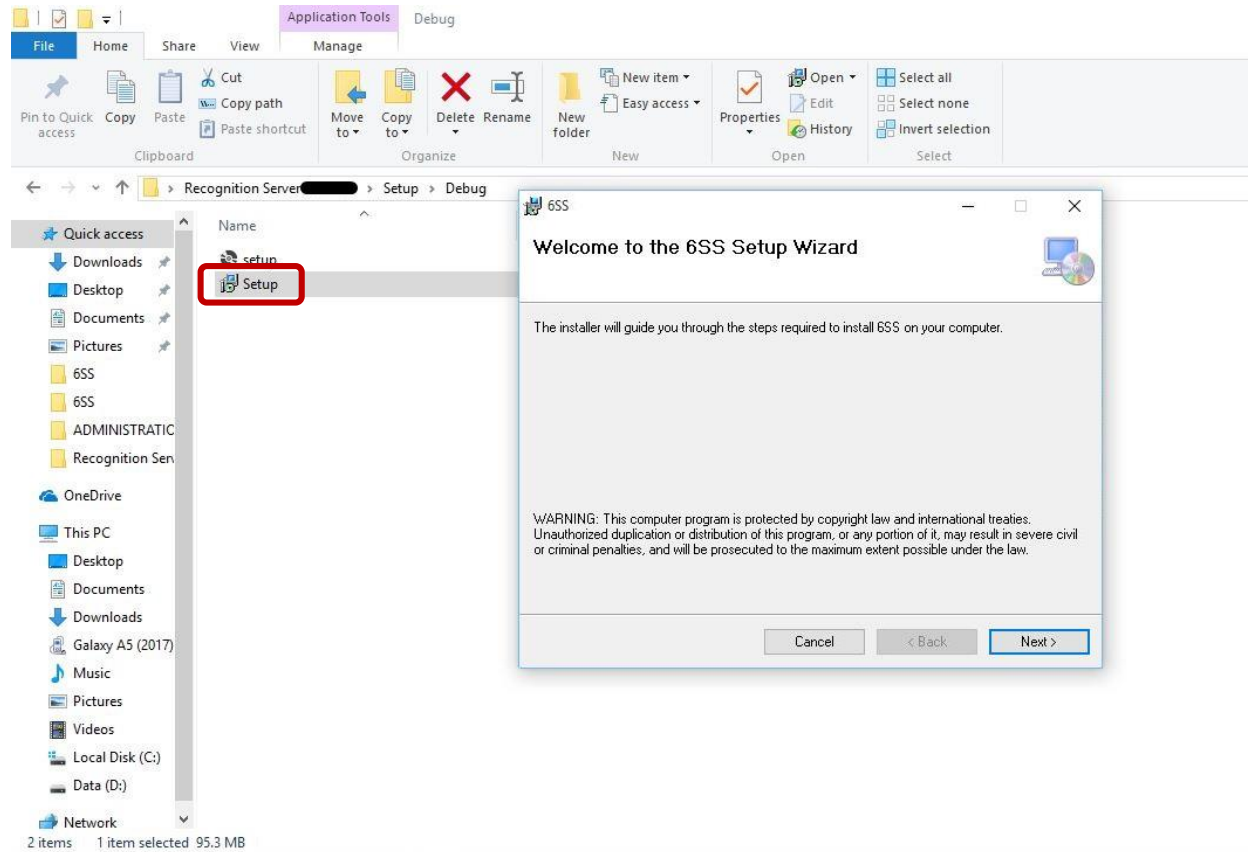 Application Tools Debug
File Home Share View Manage
Pin to Quick access
Copy
Paste
Cut
Copy path
Paste shortcut
Clipboard
Move to
Copy to
Delete
Rename
Organize
New folder
New item
Easy access
New
Properties
Open
Edit
History
Open
Select all
Select none
Invert selection
Select
Recognition Server > Setup > Debug
Quick access
Downloads
Desktop
Documents
Pictures
6SS
6SS
ADMINISTRATIC
Recognition Ser
OneDrive
This PC
Desktop
Documents
Downloads
Galaxy A5 (2017)
Music
Pictures
Videos
Local Disk (C:)
Data (D:)
Network
Name
setup
Setup
6SS
Welcome to the 6SS Setup Wizard
The installer will guide you through the steps required to install 6SS on your computer.
WARNING: This computer program is protected by copyright law and international treaties.
Unauthorized duplication or distribution of this program, or any portion of it, may result in severe civil
or criminal penalties, and will be prosecuted to the maximum extent possible under the law.
Cancel < Back Next >
2 items 1 item selected 95.3 MB